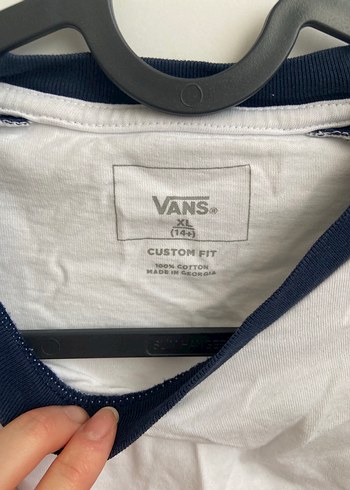 VANS®
XL
(14+)
CUSTOM FIT
100% COTTON
MADE IN GEORGIA